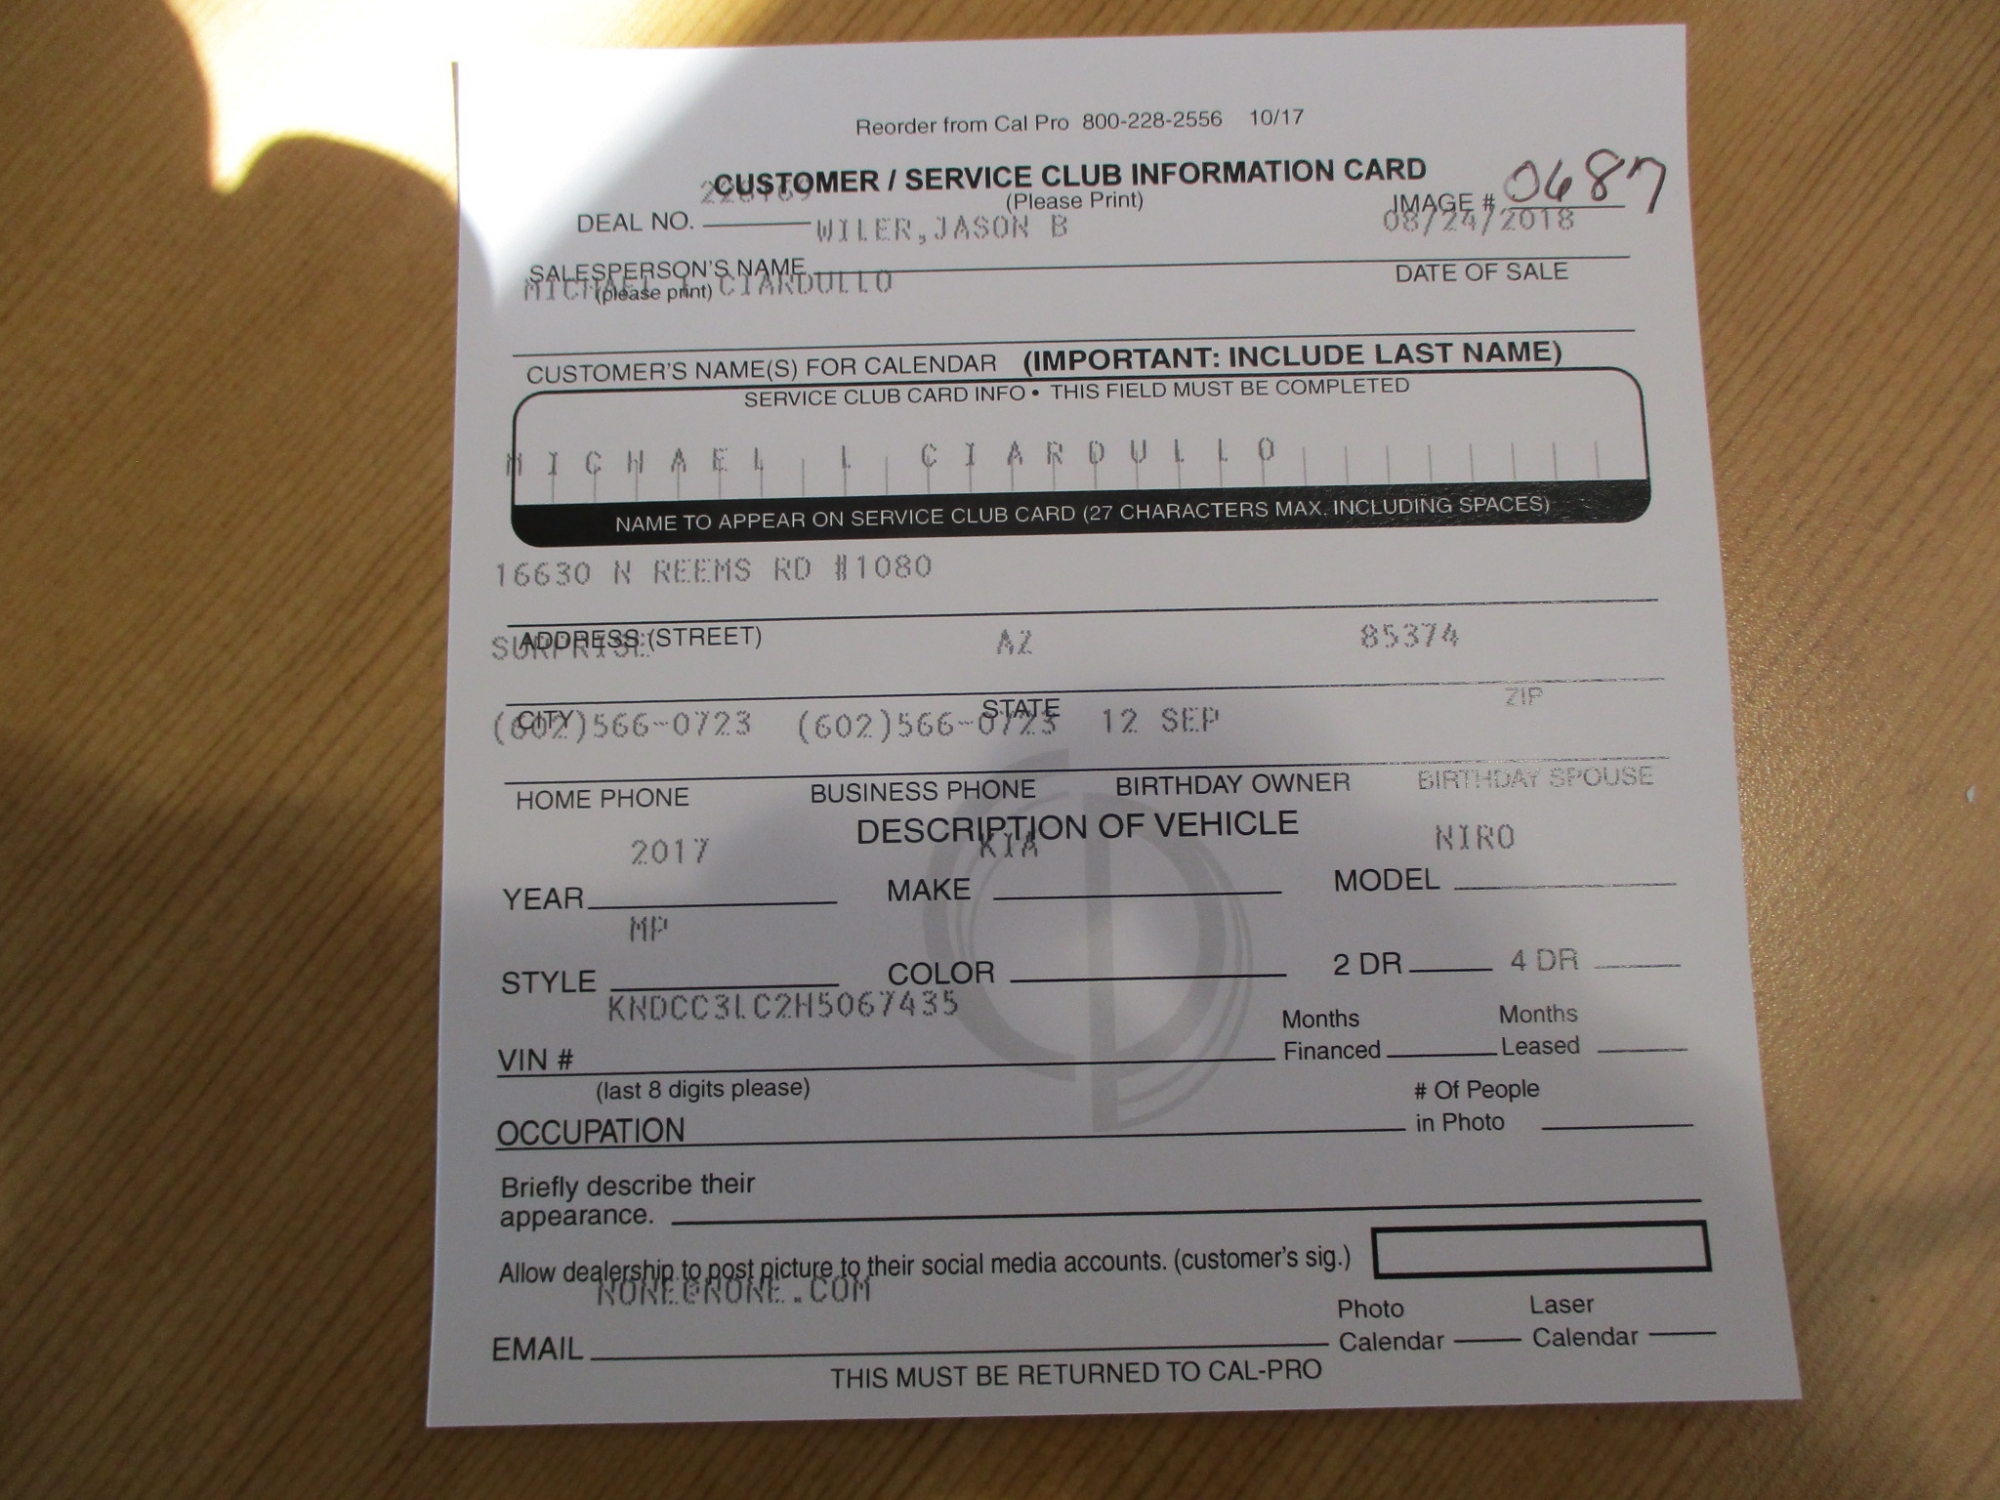 Reorder from Cal Pro 800-228-2556 10/17
CUSTOMER / SERVICE CLUB INFORMATION CARD
(Please Print)
IMAGE # 0687
DEAL NO.
WILER,JASON B
08/24/2018
SALESPERSON'S NAME
(please print)
DATE OF SALE
MICHAEL L CIARDULLO
CUSTOMER'S NAME(S) FOR CALENDAR (IMPORTANT: INCLUDE LAST NAME)
SERVICE CLUB CARD INFO • THIS FIELD MUST BE COMPLETED
MICHAEL L CIARDULLO
NAME TO APPEAR ON SERVICE CLUB CARD (27 CHARACTERS MAX. INCLUDING SPACES)
16630 N REEMS RD #1080
ADDRESS (STREET)
SURPRISE AZ 85374
CITY STATE ZIP
(602)566-0723 (602)566-0723 12 SEP
HOME PHONE BUSINESS PHONE BIRTHDAY OWNER BIRTHDAY SPOUSE
DESCRIPTION OF VEHICLE
2017 KIA NIRO
YEAR MAKE MODEL
MP
STYLE COLOR 2 DR 4 DR
KNDCC3LC2H5067435
Months Months
VIN # Financed Leased
(last 8 digits please)
# Of People
OCCUPATION in Photo
Briefly describe their
appearance.
Allow dealership to post picture to their social media accounts. (customer's sig.)
NONE@NONE.COM
Photo Laser
EMAIL Calendar Calendar
THIS MUST BE RETURNED TO CAL-PRO